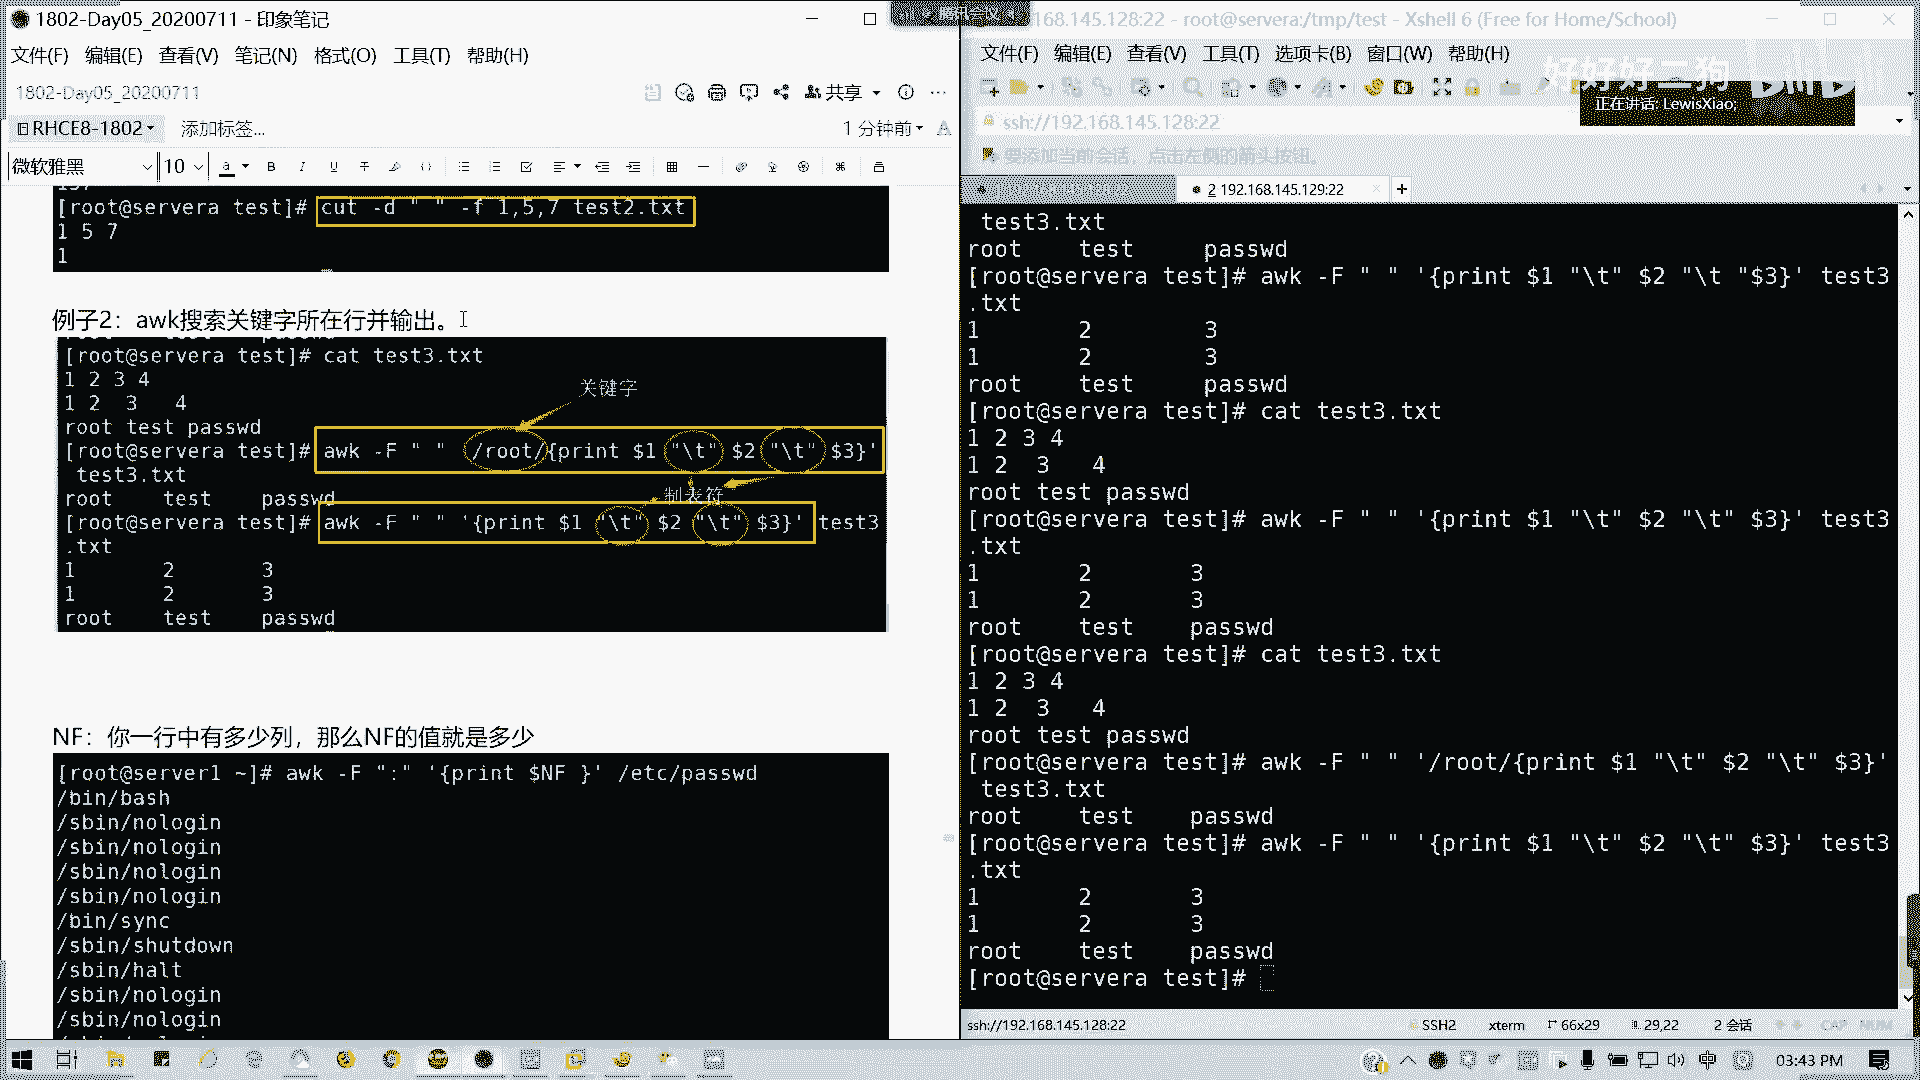 1802-Day05_20200711 - 印象笔记
文件(F) 编辑(E) 查看(V) 笔记(N) 格式(O) 工具(T) 帮助(H)
1802-Day05_20200711
共享
RHCE8-1802
添加标签...
1 分钟前
微软雅黑
10
[root@servera test]# cut -d " " -f 1,5,7 test2.txt
1 5 7
1
例子2：awk搜索关键字所在行并输出。
[root@servera test]# cat test3.txt
1 2 3 4
1 2  3   4
root test passwd
关键字
[root@servera test]# awk -F " "  /root/{print $1 "\t" $2 "\t" $3}'
 test3.txt
root    test    passwd
制表符
[root@servera test]# awk -F " " '{print $1 "\t" $2 "\t" $3}' test3
.txt
1       2       3
1       2       3
root    test    passwd
NF：你一行中有多少列，那么NF的值就是多少
[root@server1 ~]# awk -F ":" '{print $NF }' /etc/passwd
/bin/bash
/sbin/nologin
/sbin/nologin
/sbin/nologin
/sbin/nologin
/bin/sync
/sbin/shutdown
/sbin/halt
/sbin/nologin
/sbin/nologin
168.145.128:22 - root@servera:/tmp/test - Xshell 6 (Free for Home/School)
文件(F) 编辑(E) 查看(V) 工具(T) 选项卡(B) 窗口(W) 帮助(H)
好好好二狗
正在讲话: LewisXiao;
ssh://192.168.145.128:22
要添加当前会话，点击左侧的箭头按钮。
2 192.168.145.129:22
 test3.txt
root    test     passwd
[root@servera test]# awk -F " " '{print $1 "\t" $2 "\t "$3}' test3
.txt
1       2        3
1       2        3
root    test     passwd
[root@servera test]# cat test3.txt
1 2 3 4
1 2  3   4
root test passwd
[root@servera test]# awk -F " " '{print $1 "\t" $2 "\t" $3}' test3
.txt
1       2       3
1       2       3
root    test    passwd
[root@servera test]# cat test3.txt
1 2 3 4
1 2  3   4
root test passwd
[root@servera test]# awk -F " " '/root/{print $1 "\t" $2 "\t" $3}'
 test3.txt
root    test    passwd
[root@servera test]# awk -F " " '{print $1 "\t" $2 "\t" $3}' test3
.txt
1       2       3
1       2       3
root    test    passwd
[root@servera test]#
ssh://192.168.145.128:22
SSH2
xterm
66x29
29,22
2 会话
CAP NUM
中
03:43 PM